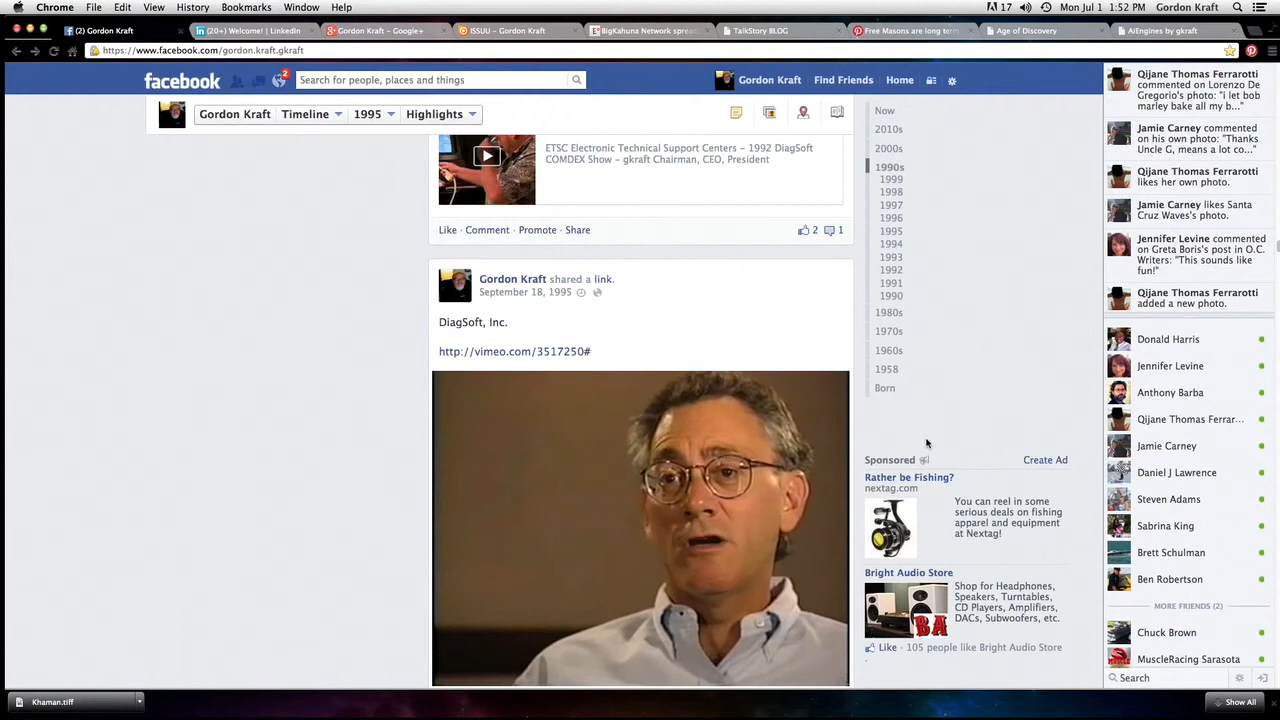 Chrome File Edit View History Bookmarks Window Help
17 Mon Jul 1 1:52 PM Gordon Kraft
(2) Gordon Kraft
(20+) Welcome! | LinkedIn
Gordon Kraft - Google+
ISSUU - Gordon Kraft
BigKahuna Network sprea
TalkStory BLOG
Free Masons are long term
Age of Discovery
AiEngines by gkraft
https://www.facebook.com/gordon.kraft.gkraft
facebook
2
Search for people, places and things
Gordon Kraft Find Friends Home
Gordon Kraft Timeline 1995 Highlights
ETSC Electronic Technical Support Centers – 1992 DiagSoft
COMDEX Show – gkraft Chairman, CEO, President
Like · Comment · Promote · Share
2 1
Gordon Kraft shared a link.
September 18, 1995
DiagSoft, Inc.
http://vimeo.com/3517250#
Now
2010s
2000s
1990s
1999
1998
1997
1996
1995
1994
1993
1992
1991
1990
1980s
1970s
1960s
1958
Born
Sponsored Create Ad
Rather be Fishing?
nextag.com
You can reel in some
serious deals on fishing
apparel and equipment
at Nextag!
Bright Audio Store
Shop for Headphones,
Speakers, Turntables,
CD Players, Amplifiers,
DACs, Subwoofers, etc.
BA
Like · 105 people like Bright Audio Store
Qijane Thomas Ferrarotti
commented on Lorenzo De
Gregorio's photo: "i let bob
marley bake all my b..."
Jamie Carney commented
on his own photo: "Thanks
Uncle G, means a lot co..."
Qijane Thomas Ferrarotti
likes her own photo.
Jamie Carney likes Santa
Cruz Waves's photo.
Jennifer Levine commented
on Greta Boris's post in O.C.
Writers: "This sounds like
fun!"
Qijane Thomas Ferrarotti
added a new photo.
Donald Harris
Jennifer Levine
Anthony Barba
Qijane Thomas Ferrar...
Jamie Carney
Daniel J Lawrence
Steven Adams
Sabrina King
Brett Schulman
Ben Robertson
MORE FRIENDS (2)
Chuck Brown
MuscleRacing Sarasota
Search
Khaman.tiff
Show All